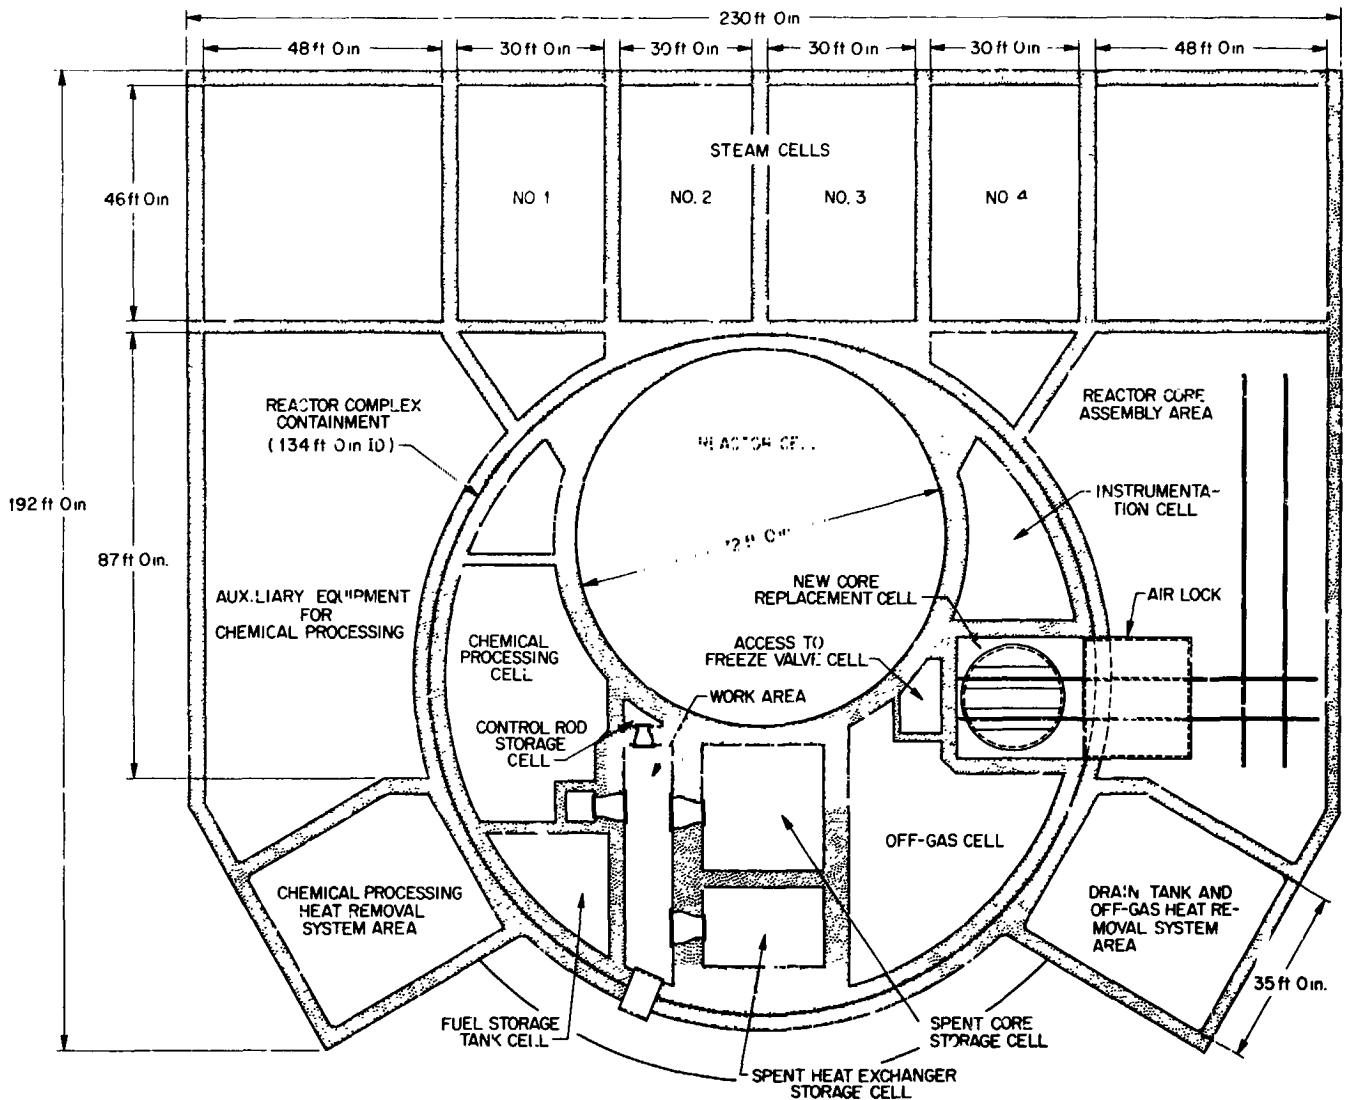 230 ft 0 in
48 ft 0 in
30 ft 0 in
30 ft 0 in
30 ft 0 in
30 ft 0 in
48 ft 0 in
STEAM CELLS
46 ft 0 in
NO 1
NO. 2
NO. 3
NO 4
REACTOR COMPLEX
CONTAINMENT
(134 ft 0 in ID)
REACTOR CELL
REACTOR CORE
ASSEMBLY AREA
192 ft 0 in
INSTRUMENTA-
TION CELL
87 ft 0 in.
72 ft 0 in
NEW CORE
REPLACEMENT CELL
AIR LOCK
AUXILIARY EQUIPMENT
FOR
CHEMICAL PROCESSING
CHEMICAL
PROCESSING
CELL
ACCESS TO
FREEZE VALVE CELL
WORK AREA
CONTROL ROD
STORAGE
CELL
OFF-GAS CELL
CHEMICAL PROCESSING
HEAT REMOVAL
SYSTEM AREA
DRAIN TANK AND
OFF-GAS HEAT RE-
MOVAL SYSTEM
AREA
35 ft 0 in.
FUEL STORAGE
TANK CELL
SPENT CORE
STORAGE CELL
SPENT HEAT EXCHANGER
STORAGE CELL